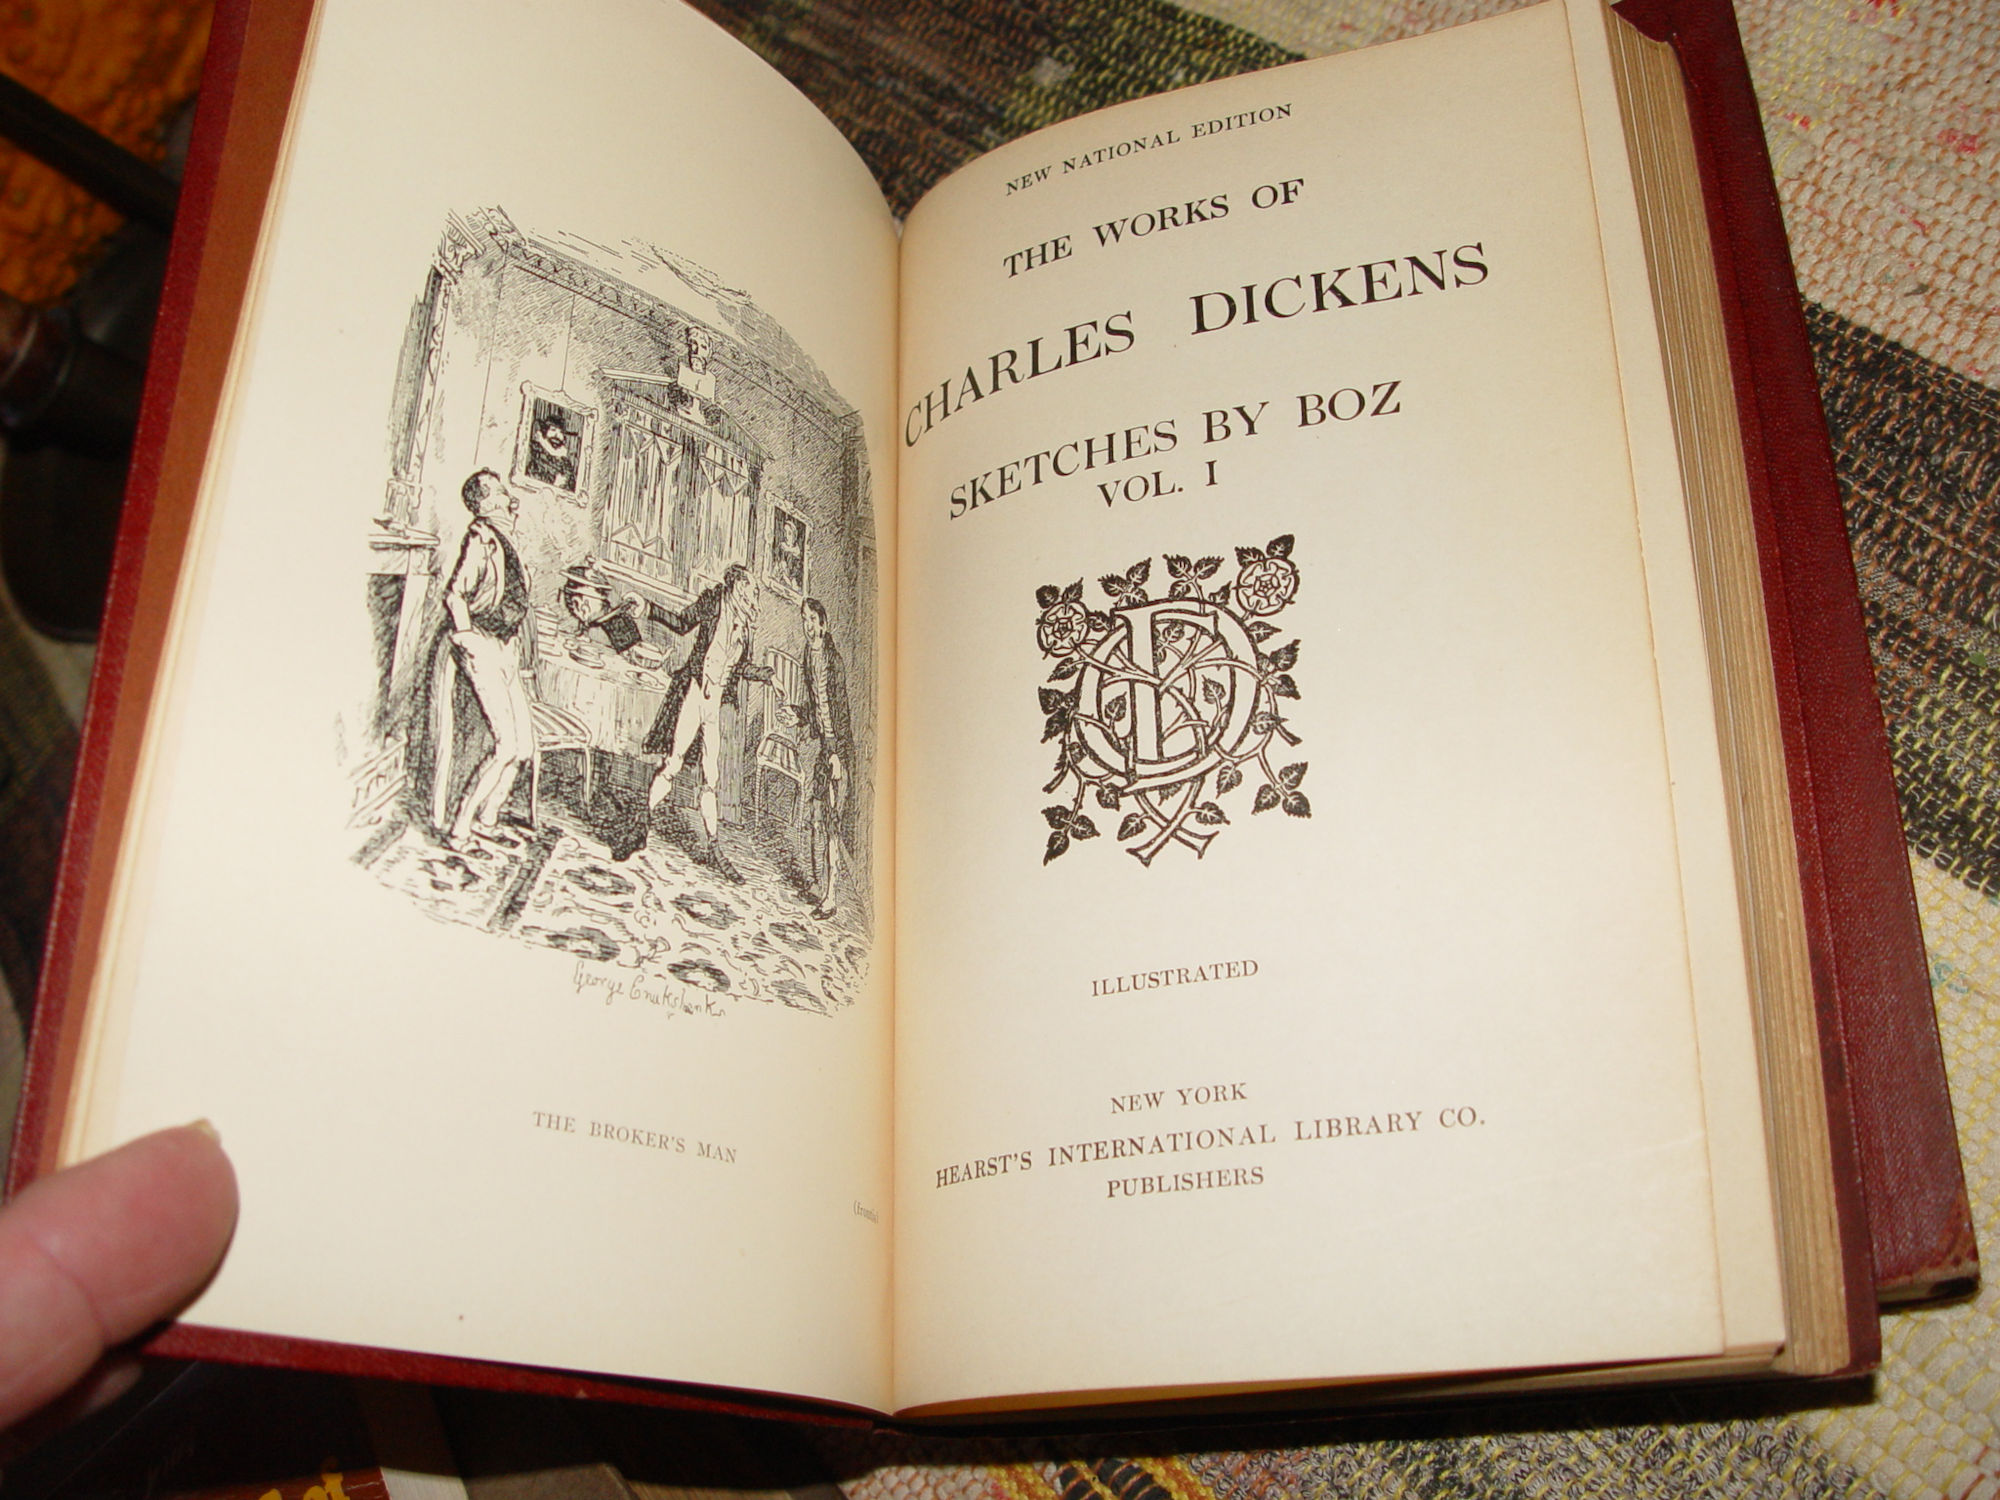 George Cruikshank
THE BROKER'S MAN
(frontis)
NEW NATIONAL EDITION
THE WORKS OF
CHARLES DICKENS
SKETCHES BY BOZ
VOL. I
ILLUSTRATED
NEW YORK
HEARST'S INTERNATIONAL LIBRARY CO.
PUBLISHERS